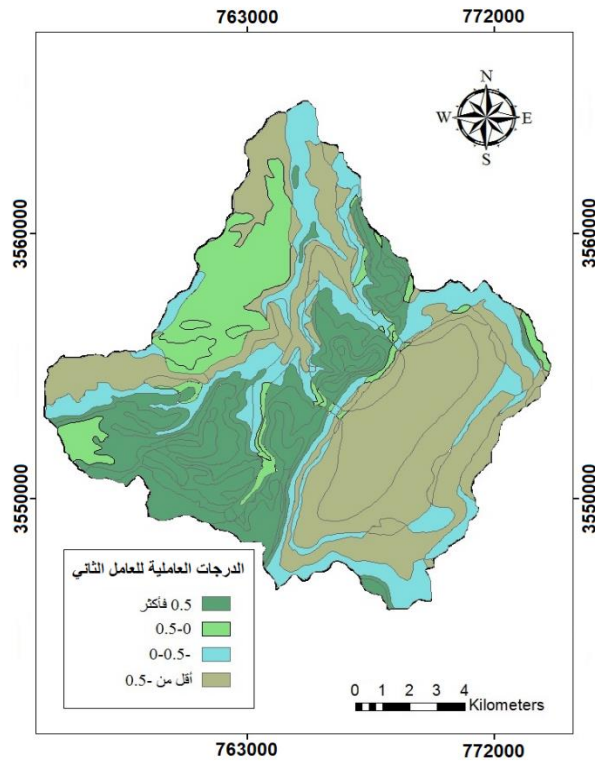 763000 772000
N
W E
S
3560000 3560000
3550000 3550000
الدرجات العاملية للعامل الثاني
0.5 فأكثر
0.5-0
0-0.5-
أقل من -0.5
0 1 2 3 4
Kilometers
763000 772000